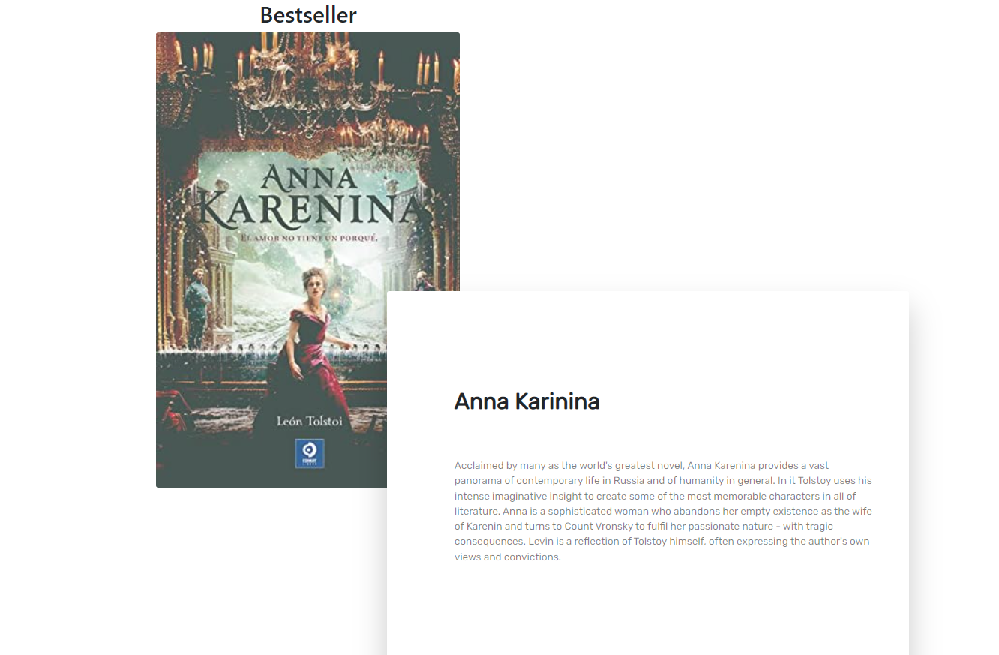 Bestseller
ANNA
KARENINA
EL AMOR NO TIENE UN PORQUÉ.
León Tolstoi
Anna Karinina
Acclaimed by many as the world's greatest novel, Anna Karenina provides a vast
panorama of contemporary life in Russia and of humanity in general. In it Tolstoy uses his
intense imaginative insight to create some of the most memorable characters in all of
literature. Anna is a sophisticated woman who abandons her empty existence as the wife
of Karenin and turns to Count Vronsky to fulfil her passionate nature - with tragic
consequences. Levin is a reflection of Tolstoy himself, often expressing the author's own
views and convictions.